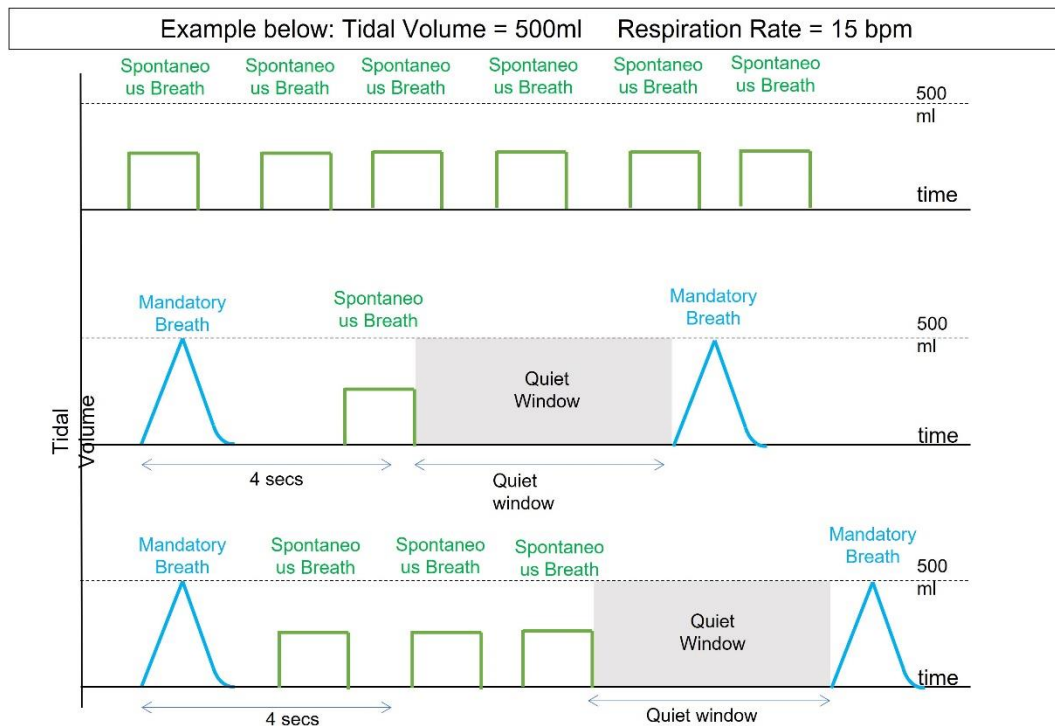 Example below: Tidal Volume = 500ml Respiration Rate = 15 bpm
Spontaneo
us Breath
Spontaneo
us Breath
Spontaneo
us Breath
Spontaneo
us Breath
Spontaneo
us Breath
Spontaneo
us Breath
500
ml
time
Mandatory
Breath
Spontaneo
us Breath
Mandatory
Breath
500
ml
Quiet
Window
time
Tidal
Volume
4 secs
Quiet
window
Mandatory
Breath
Spontaneo
us Breath
Spontaneo
us Breath
Spontaneo
us Breath
Mandatory
Breath
500
ml
Quiet
Window
time
4 secs
Quiet window